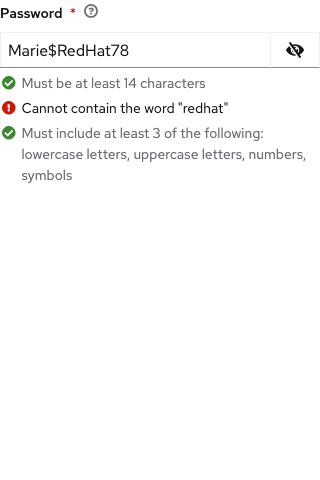 Password *
Marie$RedHat78
Must be at least 14 characters
Cannot contain the word "redhat"
Must include at least 3 of the following:
lowercase letters, uppercase letters, numbers,
symbols